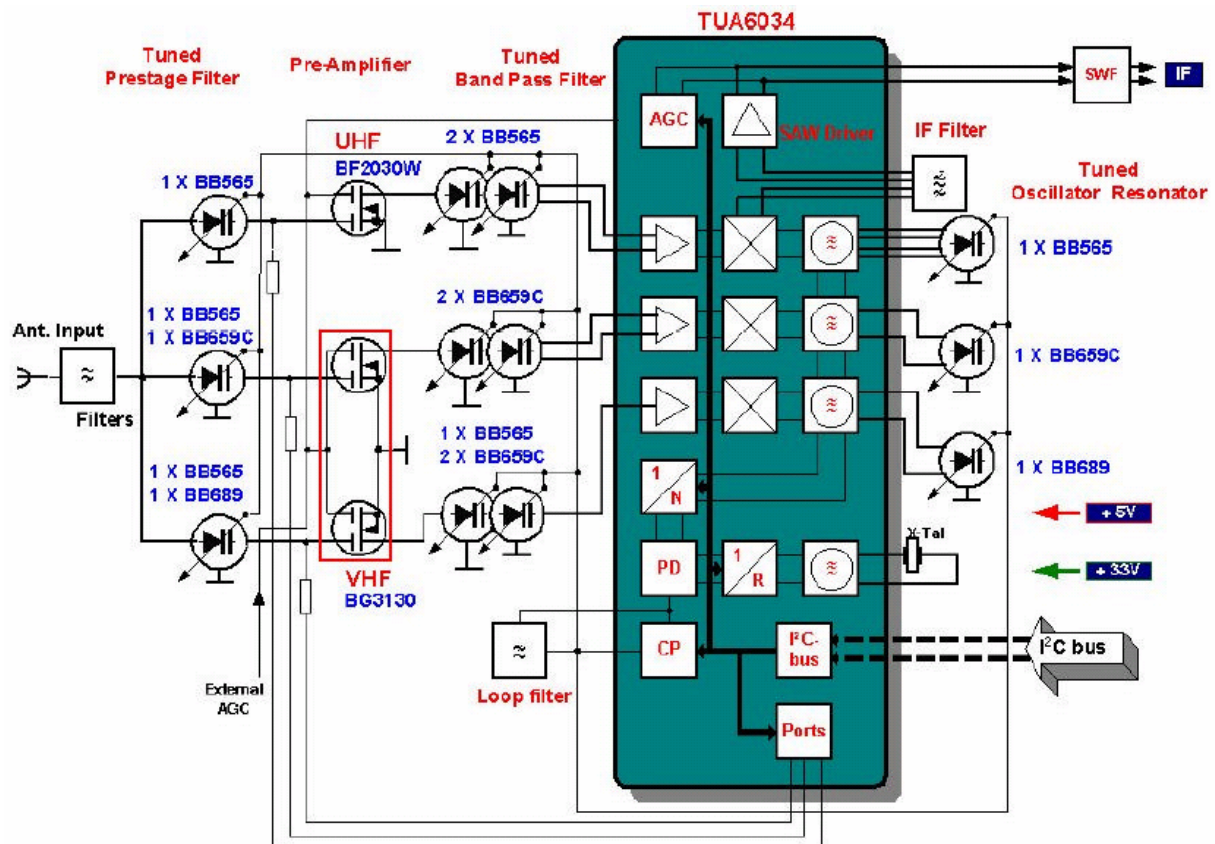 TUA6034
Tuned
Prestage Filter
Pre-Amplifier
Tuned
Band Pass Filter
SWF
IF
AGC
SAW Driver
IF Filter
UHF
BF2030W
2 X BB565
1 X BB565
Tuned
Oscillator Resonator
1 X BB565
1 X BB565
1 X BB659C
2 X BB659C
Ant. Input
Filters
1 X BB659C
1 X BB565
2 X BB659C
1 X BB565
1 X BB689
1 X BB689
1
N
+ 5V
X-Tal
PD
1
R
+ 33V
VHF
BG3130
CP
I²C-
bus
I²C bus
Loop filter
External
AGC
Ports